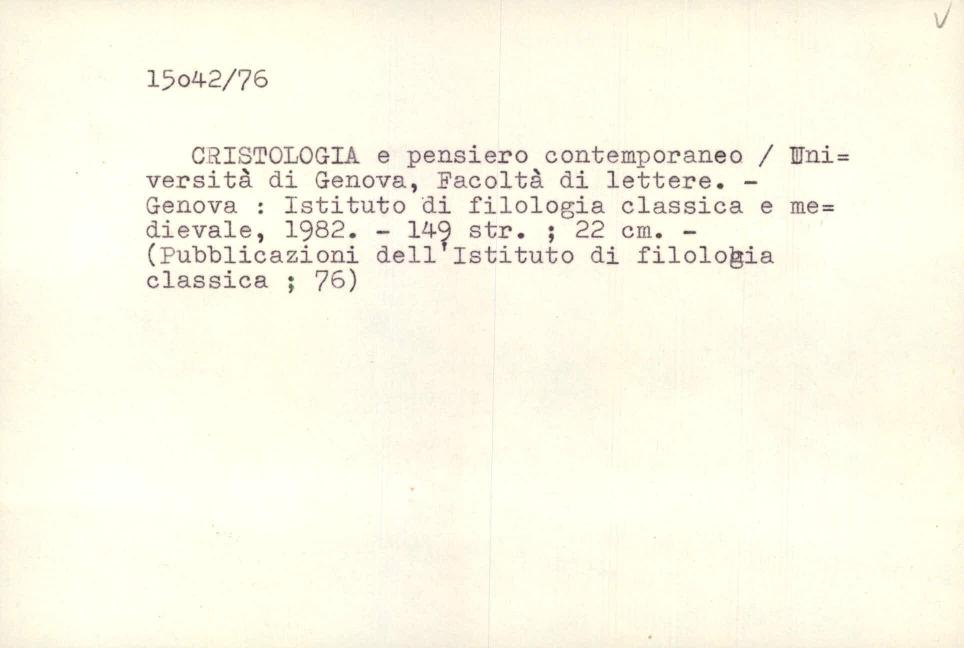 15o42/76
CRISTOLOGIA e pensiero contemporaneo / Uni=
versità di Genova, Facoltà di lettere. -
Genova : Istituto di filologia classica e me=
dievale, 1982. - 149 str. ; 22 cm. -
(Pubblicazioni dell'Istituto di filologia
classica ; 76)